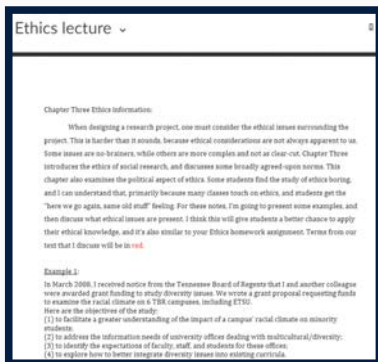 Ethics lecture
Chapter Three Ethics Information:
When designing a research project, one must consider the ethical issues surrounding the
project. This is harder than it sounds, because ethical considerations are not always apparent to us.
Some issues are no-brainers, while others are more complex and not as clear-cut. Chapter Three
introduces the ethics of social research, and discusses some broadly agreed-upon norms. This
chapter also examines the political aspect of ethics. Some students find the study of ethics boring,
and I can understand that, primarily because many classes touch on ethics, and students get the
"here we go again, same old stuff" feeling. For these notes, I'm going to present some examples, and
then discuss what ethical issues are present. I think this will give students a better chance to apply
their ethical knowledge, and it's also similar to your Ethics homework assignment. Terms from our
text that I discuss will be in red.
Example 1:
In March 2008, I received notice from the Tennessee Board of Regents that I and another colleague
were awarded grant funding to study diversity issues. We wrote a grant proposal requesting funds
to examine the racial climate on 6 TBR campuses, including ETSU.
Here are the objectives of the study:
(1) to facilitate a greater understanding of the impact of a campus' racial climate on minority
students;
(2) to address the information needs of university offices dealing with multicultural/diversity;
(3) to identify the expectations of faculty, staff, and students for these offices;
(4) to explore how to better integrate diversity issues into existing curricula.